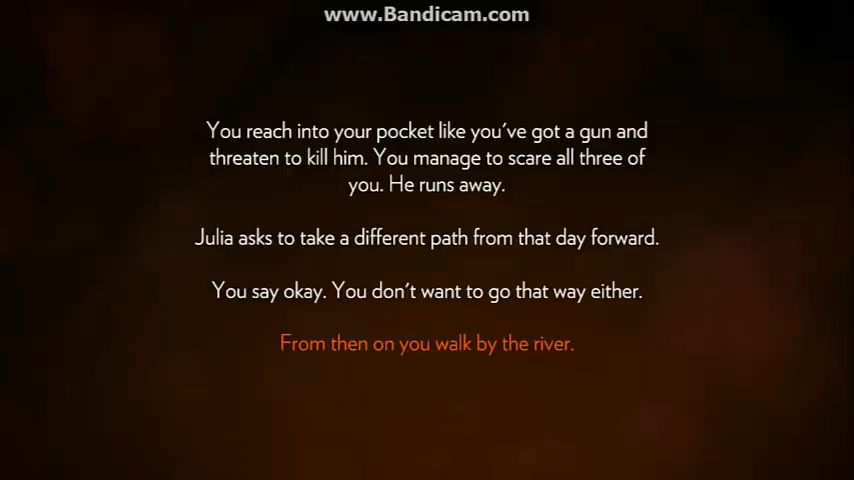 www.Bandicam.com
You reach into your pocket like you've got a gun and
threaten to kill him. You manage to scare all three of
you. He runs away.
Julia asks to take a different path from that day forward.
You say okay. You don't want to go that way either.
From then on you walk by the river.